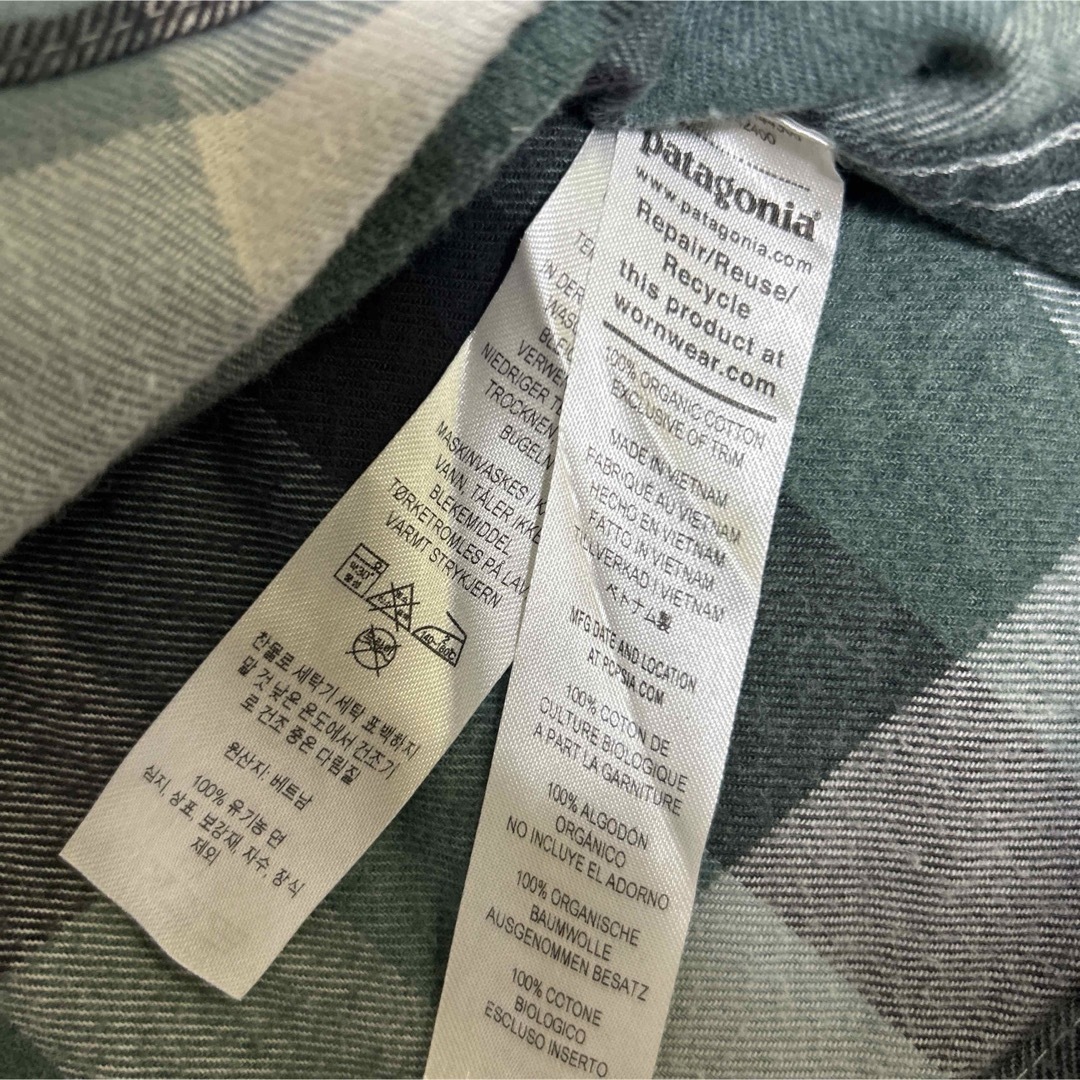 patagonia®
www.patagonia.com
Repair/Reuse/
Recycle
this product at
wornwear.com
100% ORGANIC COTTON
EXCLUSIVE OF TRIM
MADE IN VIETNAM
FABRIQUÉ AU VIETNAM
HECHO EN VIETNAM
FATTO IN VIETNAM
TILLVERKAD I VIETNAM
ベトナム製
MFG DATE AND LOCATION
AT POPSIA.COM
100% COTON DE
CULTURE BIOLOGIQUE
A PART LA GARNITURE
100% ALGODON
ORGÁNICO
NO INCLUYE EL ADORNO
100% ORGANISCHE
BAUMWOLLE
AUSGENOMMEN BESATZ
100% COTONE
BIOLOGICO
ESCLUSO INSERTO
IN DER
NIEDRIGER
TROCKNEN
BÜGELN
MASKINVASKES I
VANN, TÅLER IKKE
BLEKEMIDDEL
TØRKETROMLES PÅ LAV
VARMT STRYKJERN
찬물로 세탁기 세탁 표백하지
말 것 낮은 온도에서 건조기
로 건조 중온 다림질
원산지: 베트남
100% 유기농 면
심지, 상표, 보강재, 자수, 장식
제외